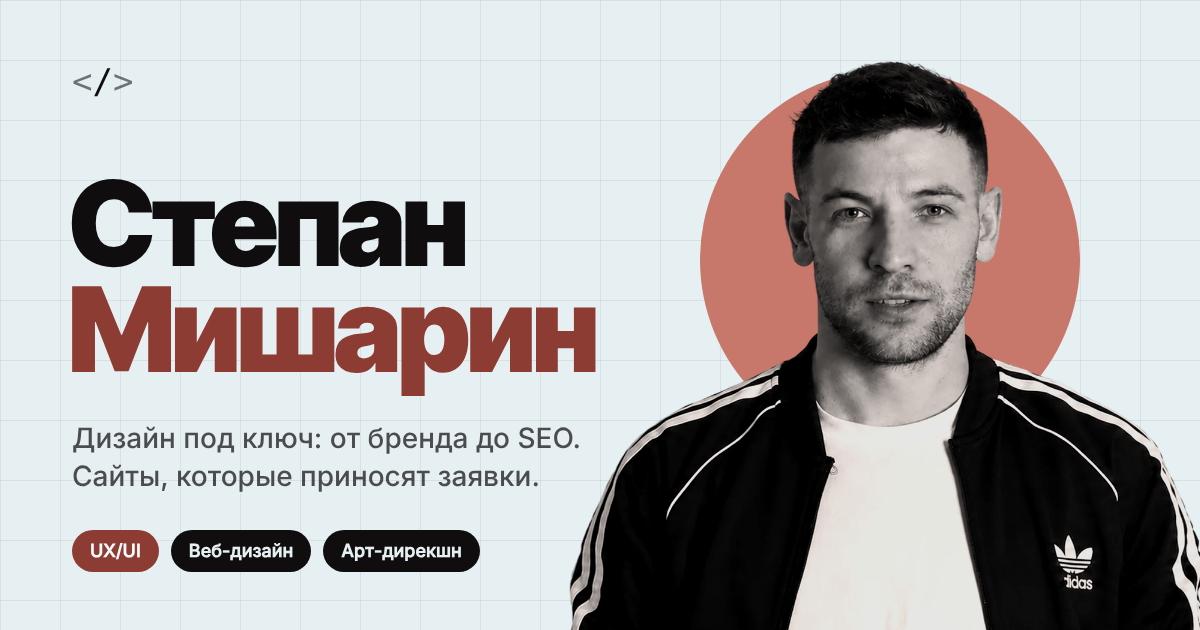 </>
Степан
Мишарин
Дизайн под ключ: от бренда до SEO.
Сайты, которые приносят заявки.
UX/UI
Веб-дизайн
Арт-дирекшн
adidas